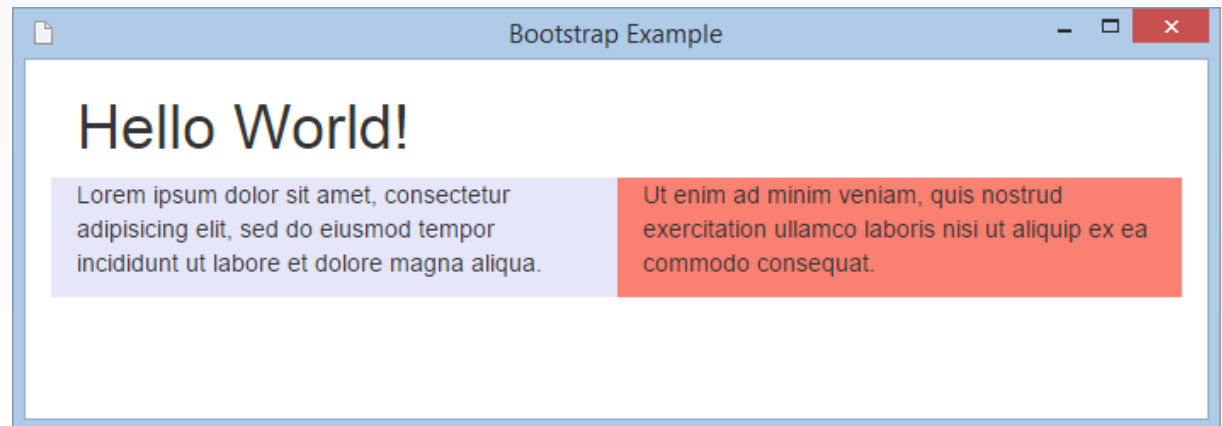 Bootstrap Example
Hello World!
Lorem ipsum dolor sit amet, consectetur
adipisicing elit, sed do eiusmod tempor
incididunt ut labore et dolore magna aliqua.
Ut enim ad minim veniam, quis nostrud
exercitation ullamco laboris nisi ut aliquip ex ea
commodo consequat.